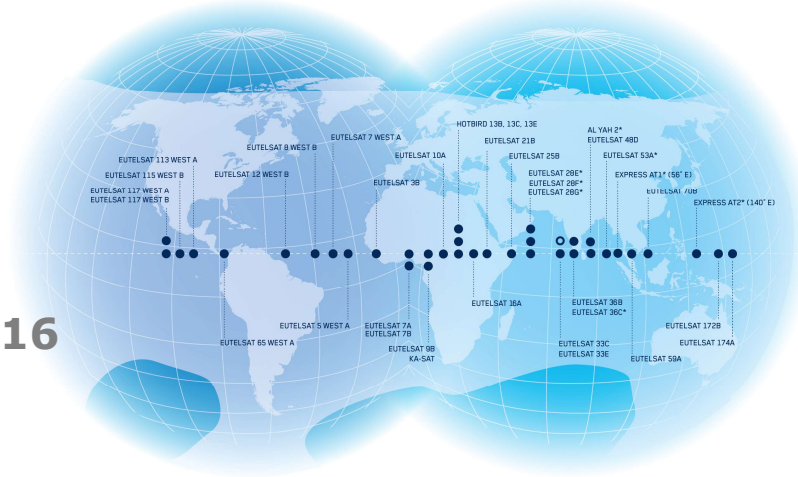 HOTBIRD 13B, 13C, 13E
EUTELSAT 7 WEST A
EUTELSAT 21B
AL YAH 2*
EUTELSAT 48D
EUTELSAT 8 WEST B
EUTELSAT 113 WEST A
EUTELSAT 10A
EUTELSAT 25B
EUTELSAT 53A*
EUTELSAT 115 WEST B
EUTELSAT 12 WEST B
EUTELSAT 3B
EUTELSAT 28E*
EUTELSAT 28F*
EUTELSAT 28G*
EXPRESS AT1* (56° E)
EUTELSAT 117 WEST A
EUTELSAT 117 WEST B
EUTELSAT 70B
EXPRESS AT2* (140° E)
16
EUTELSAT 16A
EUTELSAT 36B
EUTELSAT 36C*
EUTELSAT 5 WEST A
EUTELSAT 7A
EUTELSAT 7B
EUTELSAT 172B
EUTELSAT 65 WEST A
EUTELSAT 9B
KA-SAT
EUTELSAT 33C
EUTELSAT 33E
EUTELSAT 59A
EUTELSAT 174A